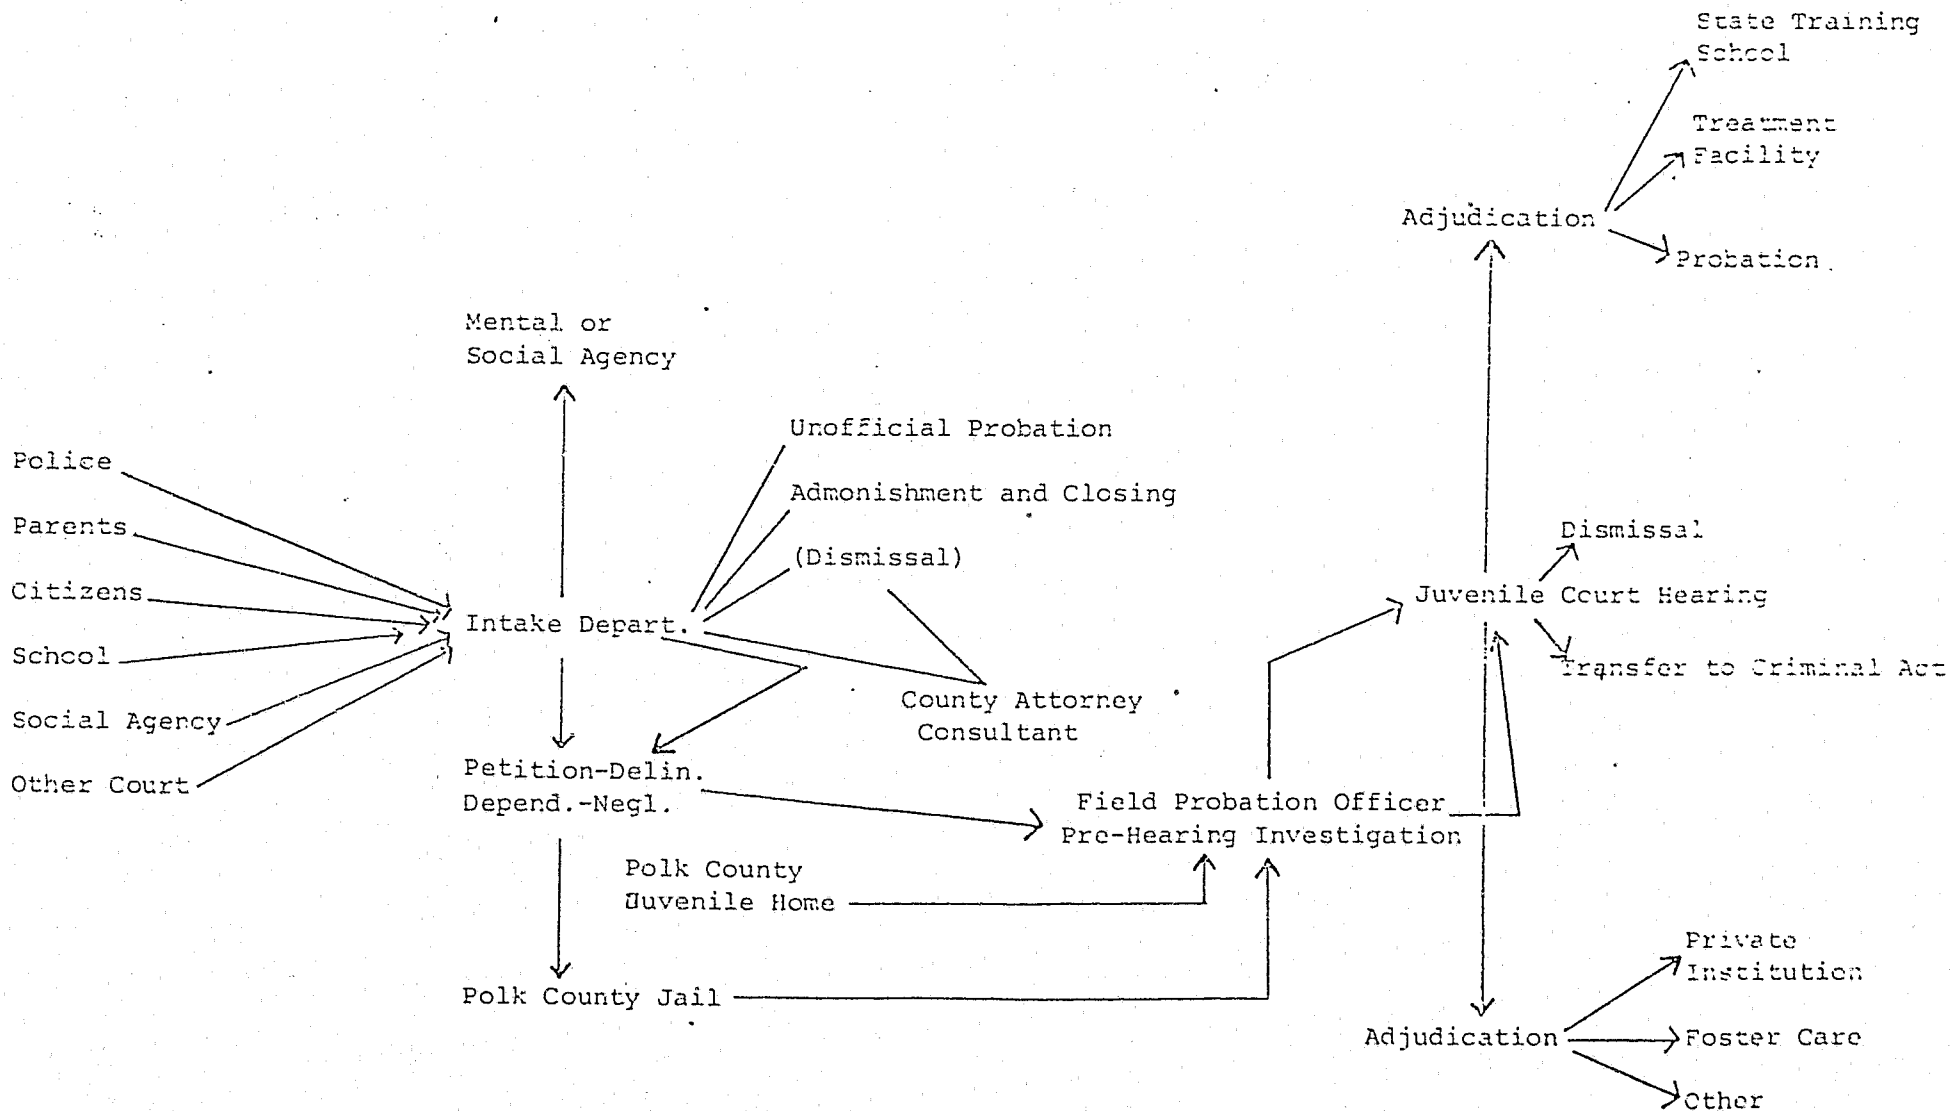 State Training
School
Treatment
Facility
Adjudication
Probation
Mental or
Social Agency
Unofficial Probation
Police
Admonishment and Closing
Parents
(Dismissal)
Dismissal
Citizens
Juvenile Court Hearing
Intake Depart.
School
Transfer to Criminal Act
County Attorney
Consultant
Social Agency
Petition-Delin.
Depend.-Negl.
Other Court
Field Probation Officer
Pre-Hearing Investigation
Polk County
Juvenile Home
Private
Institution
Polk County Jail
Adjudication
Foster Care
Other